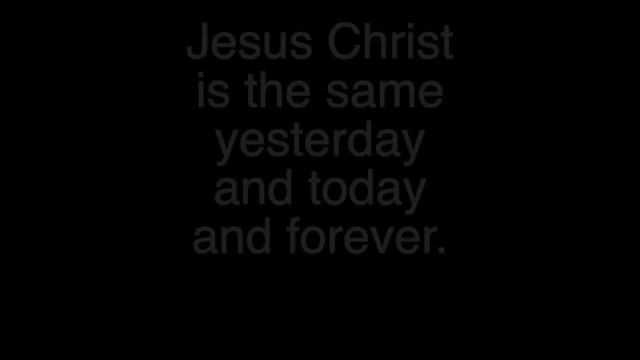 Jesus Christ
is the same
yesterday
and today
and forever.